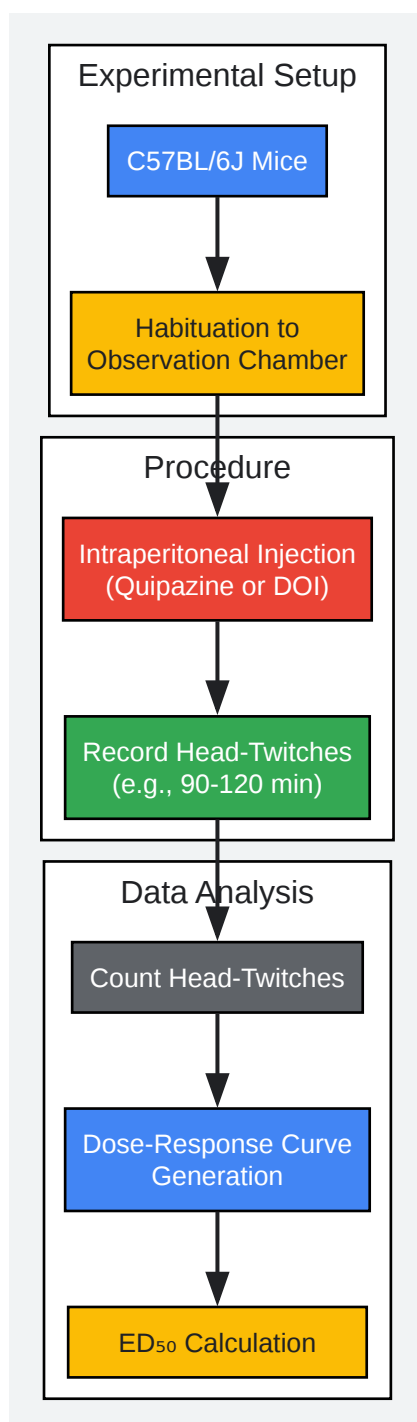 Experimental Setup
C57BL/6J Mice
Habituation to
Observation Chamber
Procedure
Intraperitoneal Injection
(Quipazine or DOI)
Record Head-Twitches
(e.g., 90-120 min)
Data Analysis
Count Head-Twitches
Dose-Response Curve
Generation
ED₅₀ Calculation